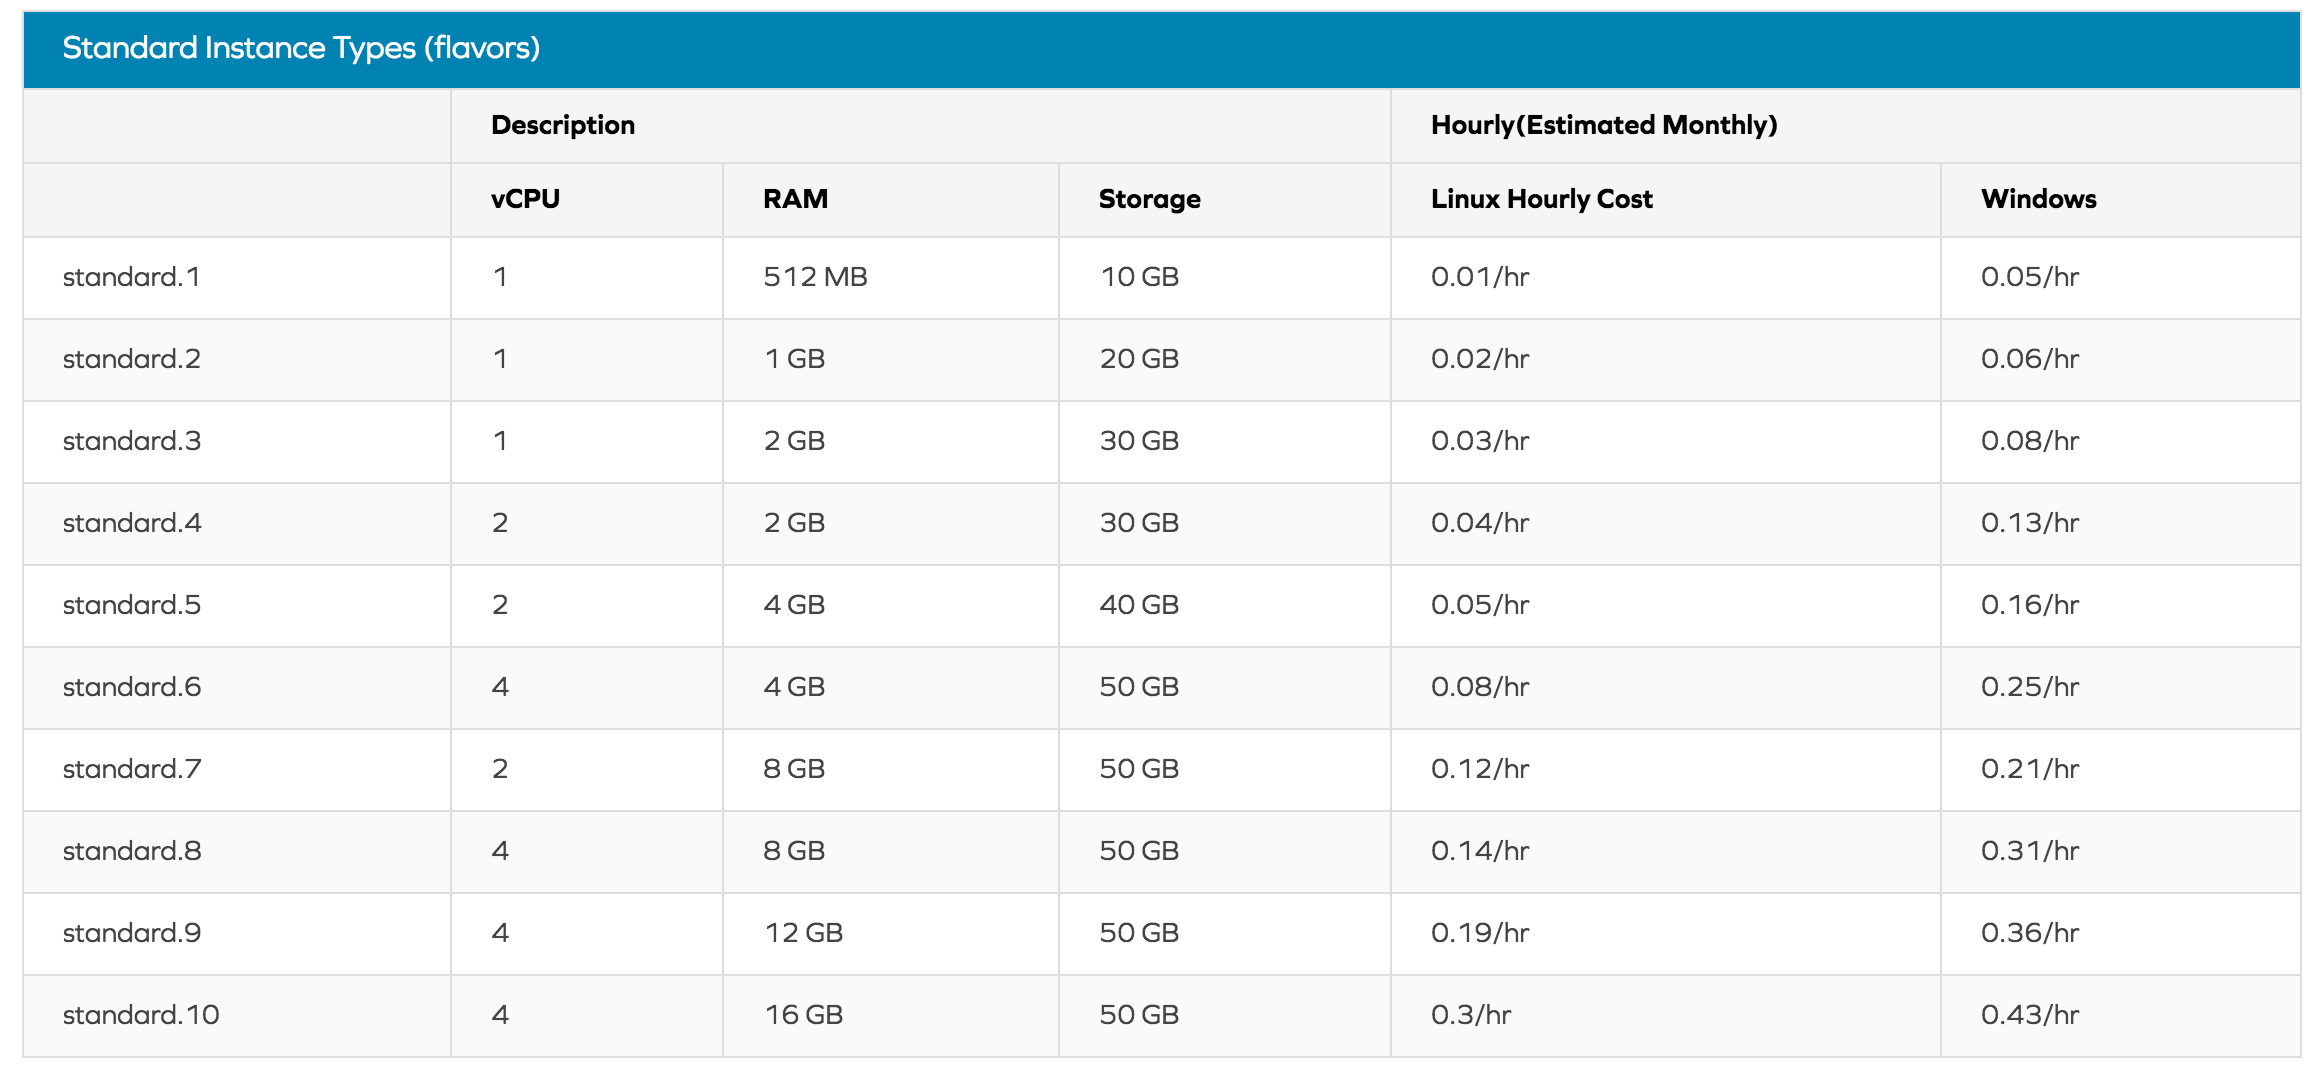 Standard Instance Types (flavors)
Description Hourly(Estimated Monthly)
vCPU RAM Storage Linux Hourly Cost Windows
standard.1 1 512 MB 10 GB 0.01/hr 0.05/hr
standard.2 1 1 GB 20 GB 0.02/hr 0.06/hr
standard.3 1 2 GB 30 GB 0.03/hr 0.08/hr
standard.4 2 2 GB 30 GB 0.04/hr 0.13/hr
standard.5 2 4 GB 40 GB 0.05/hr 0.16/hr
standard.6 4 4 GB 50 GB 0.08/hr 0.25/hr
standard.7 2 8 GB 50 GB 0.12/hr 0.21/hr
standard.8 4 8 GB 50 GB 0.14/hr 0.31/hr
standard.9 4 12 GB 50 GB 0.19/hr 0.36/hr
standard.10 4 16 GB 50 GB 0.3/hr 0.43/hr